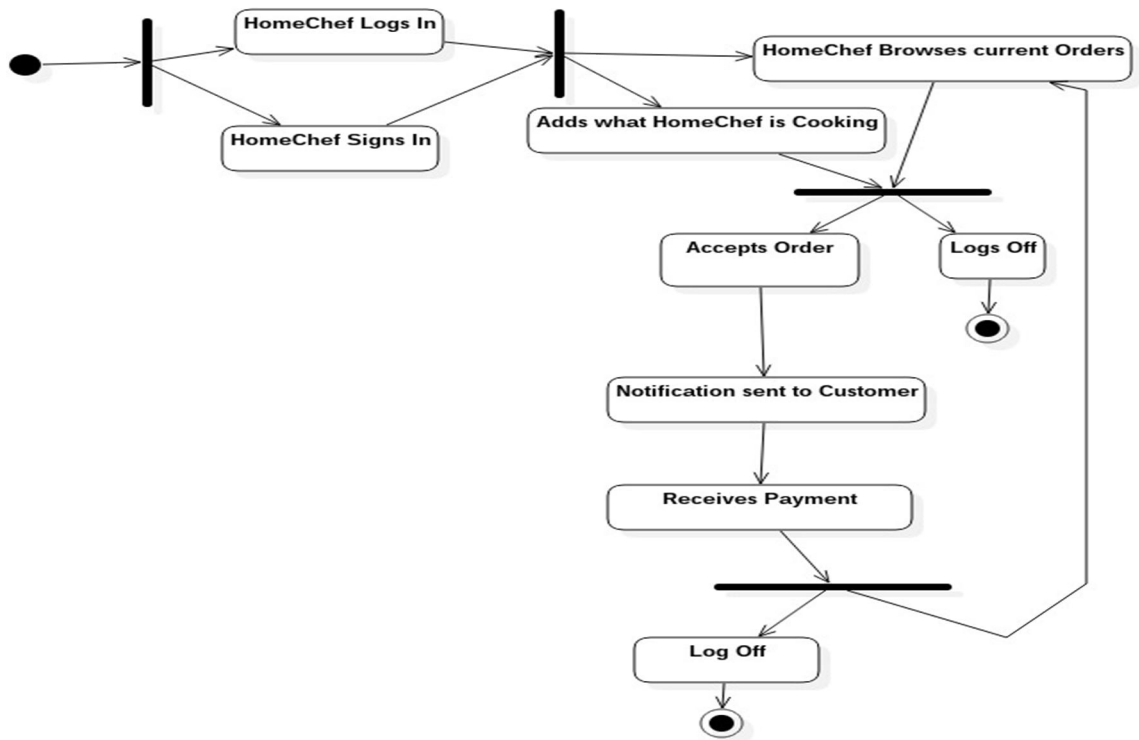 HomeChef Logs In
HomeChef Signs In
HomeChef Browses current Orders
Adds what HomeChef is Cooking
Accepts Order
Logs Off
Notification sent to Customer
Receives Payment
Log Off